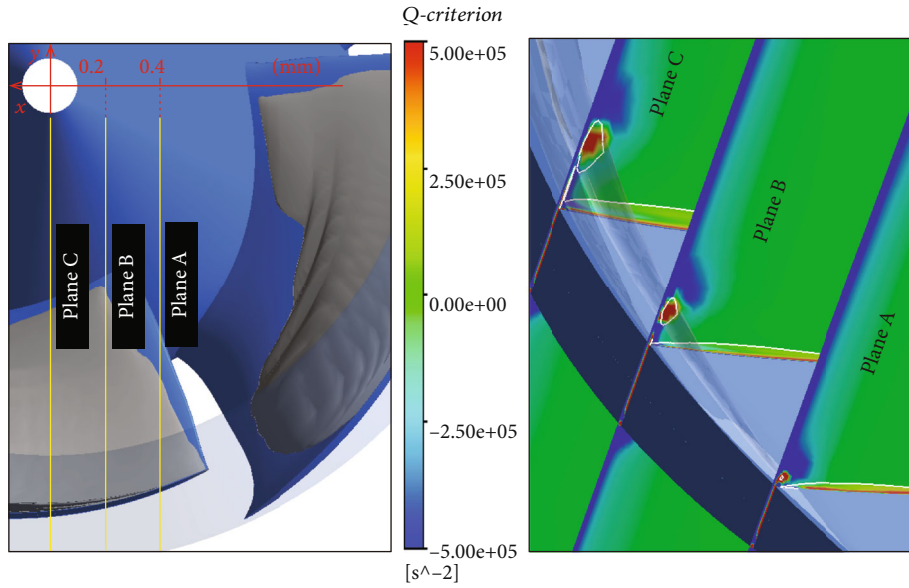 Q-criterion
y
0.2
0.4
(mm)
x
Plane C
Plane B
Plane A
5.00e+05
2.50e+05
0.00e+00
−2.50e+05
−5.00e+05
[s^−2]
Plane C
Plane B
Plane A